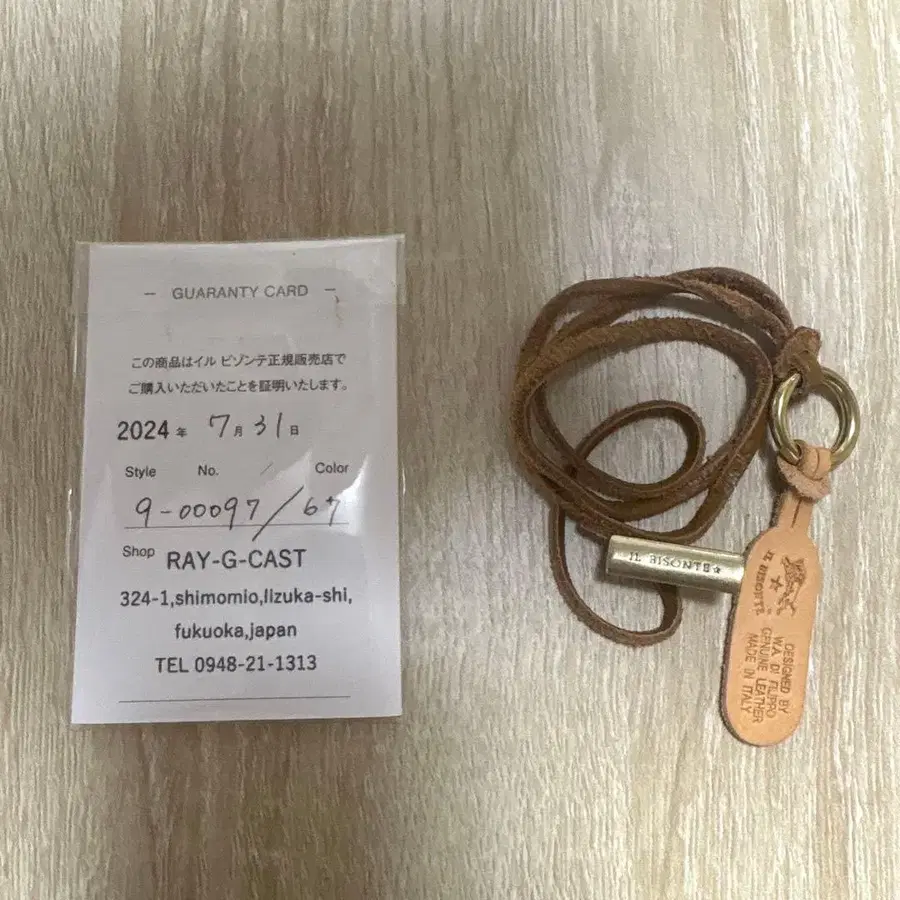 — GUARANTY CARD —
この商品はイル ビゾンテ正規販売店で
ご購入いただいたことを証明いたします。
2024 年 7 月 31 日
Style No. / Color
9-00097/67
Shop RAY-G-CAST
324-1,shimomio,Iizuka-shi,
fukuoka,japan
TEL 0948-21-1313
IL BISONTE★
IL BISONTE
DESIGNED BY
W.A. DI FILIPPO
GENUINE LEATHER
MADE IN ITALY